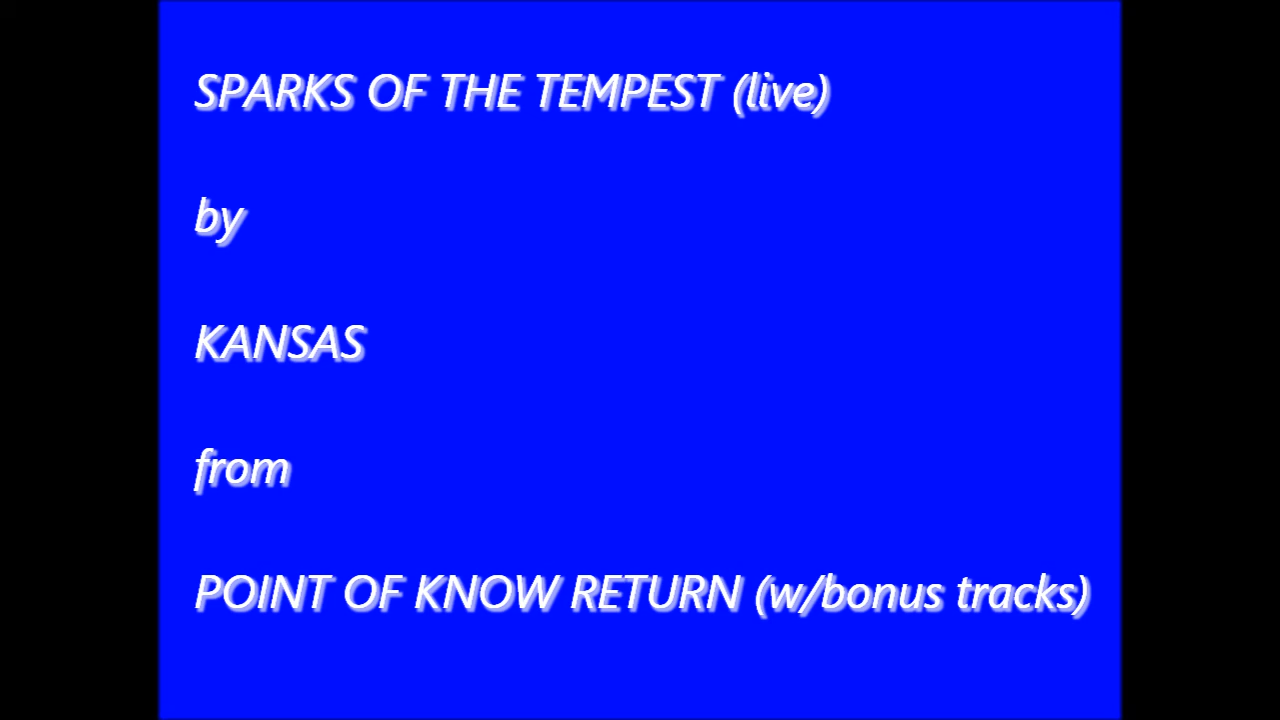 SPARKS OF THE TEMPEST (live)
by
KANSAS
from
POINT OF KNOW RETURN (w/bonus tracks)